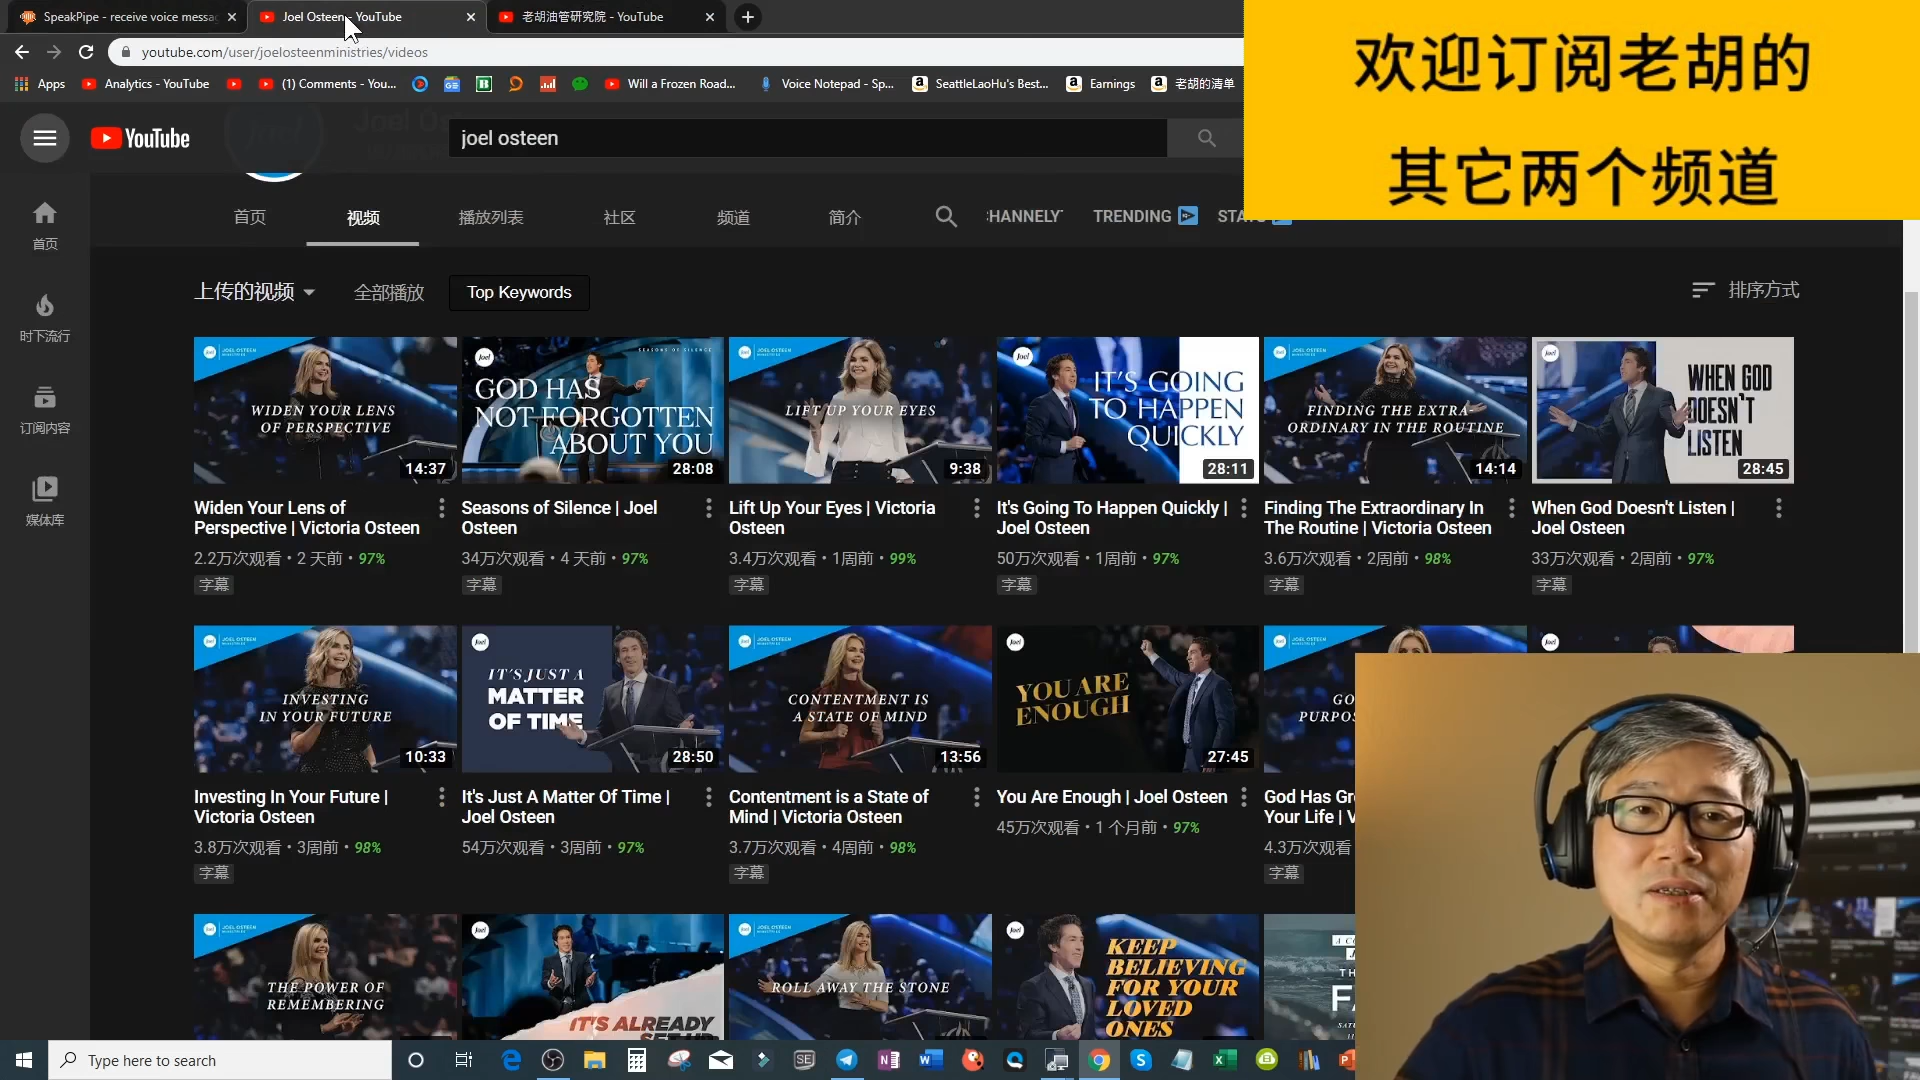 SpeakPipe - receive voice messag
Joel Osteen - YouTube
老胡油管研究院 - YouTube
youtube.com/user/joelosteenministries/videos
Apps
Analytics - YouTube
(1) Comments - You...
Will a Frozen Road...
Voice Notepad - Sp...
SeattleLaoHu's Best...
Earnings
老胡的清单
欢迎订阅老胡的
其它两个频道
YouTube
joel osteen
首页
视频
播放列表
社区
频道
简介
HANNELY
TRENDING
首页
时下流行
订阅内容
媒体库
上传的视频
全部播放
Top Keywords
排序方式
WIDEN YOUR LENS
OF PERSPECTIVE
14:37
SEASONS OF SILENCE
GOD HAS
NOT FORGOTTEN
ABOUT YOU
28:08
LIFT UP YOUR EYES
9:38
IT'S GOING
TO HAPPEN
QUICKLY
28:11
FINDING THE EXTRA-
ORDINARY IN THE ROUTINE
14:14
WHEN GOD
DOESN'T
LISTEN
28:45
Widen Your Lens of
Perspective | Victoria Osteen
2.2万次观看 • 2 天前 • 97%
字幕
Seasons of Silence | Joel
Osteen
34万次观看 • 4 天前 • 97%
字幕
Lift Up Your Eyes | Victoria
Osteen
3.4万次观看 • 1周前 • 99%
字幕
It's Going To Happen Quickly |
Joel Osteen
50万次观看 • 1周前 • 97%
字幕
Finding The Extraordinary In
The Routine | Victoria Osteen
3.6万次观看 • 2周前 • 98%
字幕
When God Doesn't Listen |
Joel Osteen
33万次观看 • 2周前 • 97%
字幕
INVESTING
IN YOUR FUTURE
10:33
IT'S JUST A
MATTER
OF TIME
28:50
CONTENTMENT IS
A STATE OF MIND
13:56
YOU ARE
ENOUGH
27:45
GO
PURPOS
Investing In Your Future |
Victoria Osteen
3.8万次观看 • 3周前 • 98%
字幕
It's Just A Matter Of Time |
Joel Osteen
54万次观看 • 3周前 • 97%
Contentment is a State of
Mind | Victoria Osteen
3.7万次观看 • 4周前 • 98%
字幕
You Are Enough | Joel Osteen
45万次观看 • 1 个月前 • 97%
God Has Gr
Your Life | V
4.3万次观看
字幕
THE POWER OF
REMEMBERING
IT'S ALREADY
ROLL AWAY THE STONE
KEEP
BELIEVING
FOR YOUR
LOVED
ONES
Type here to search